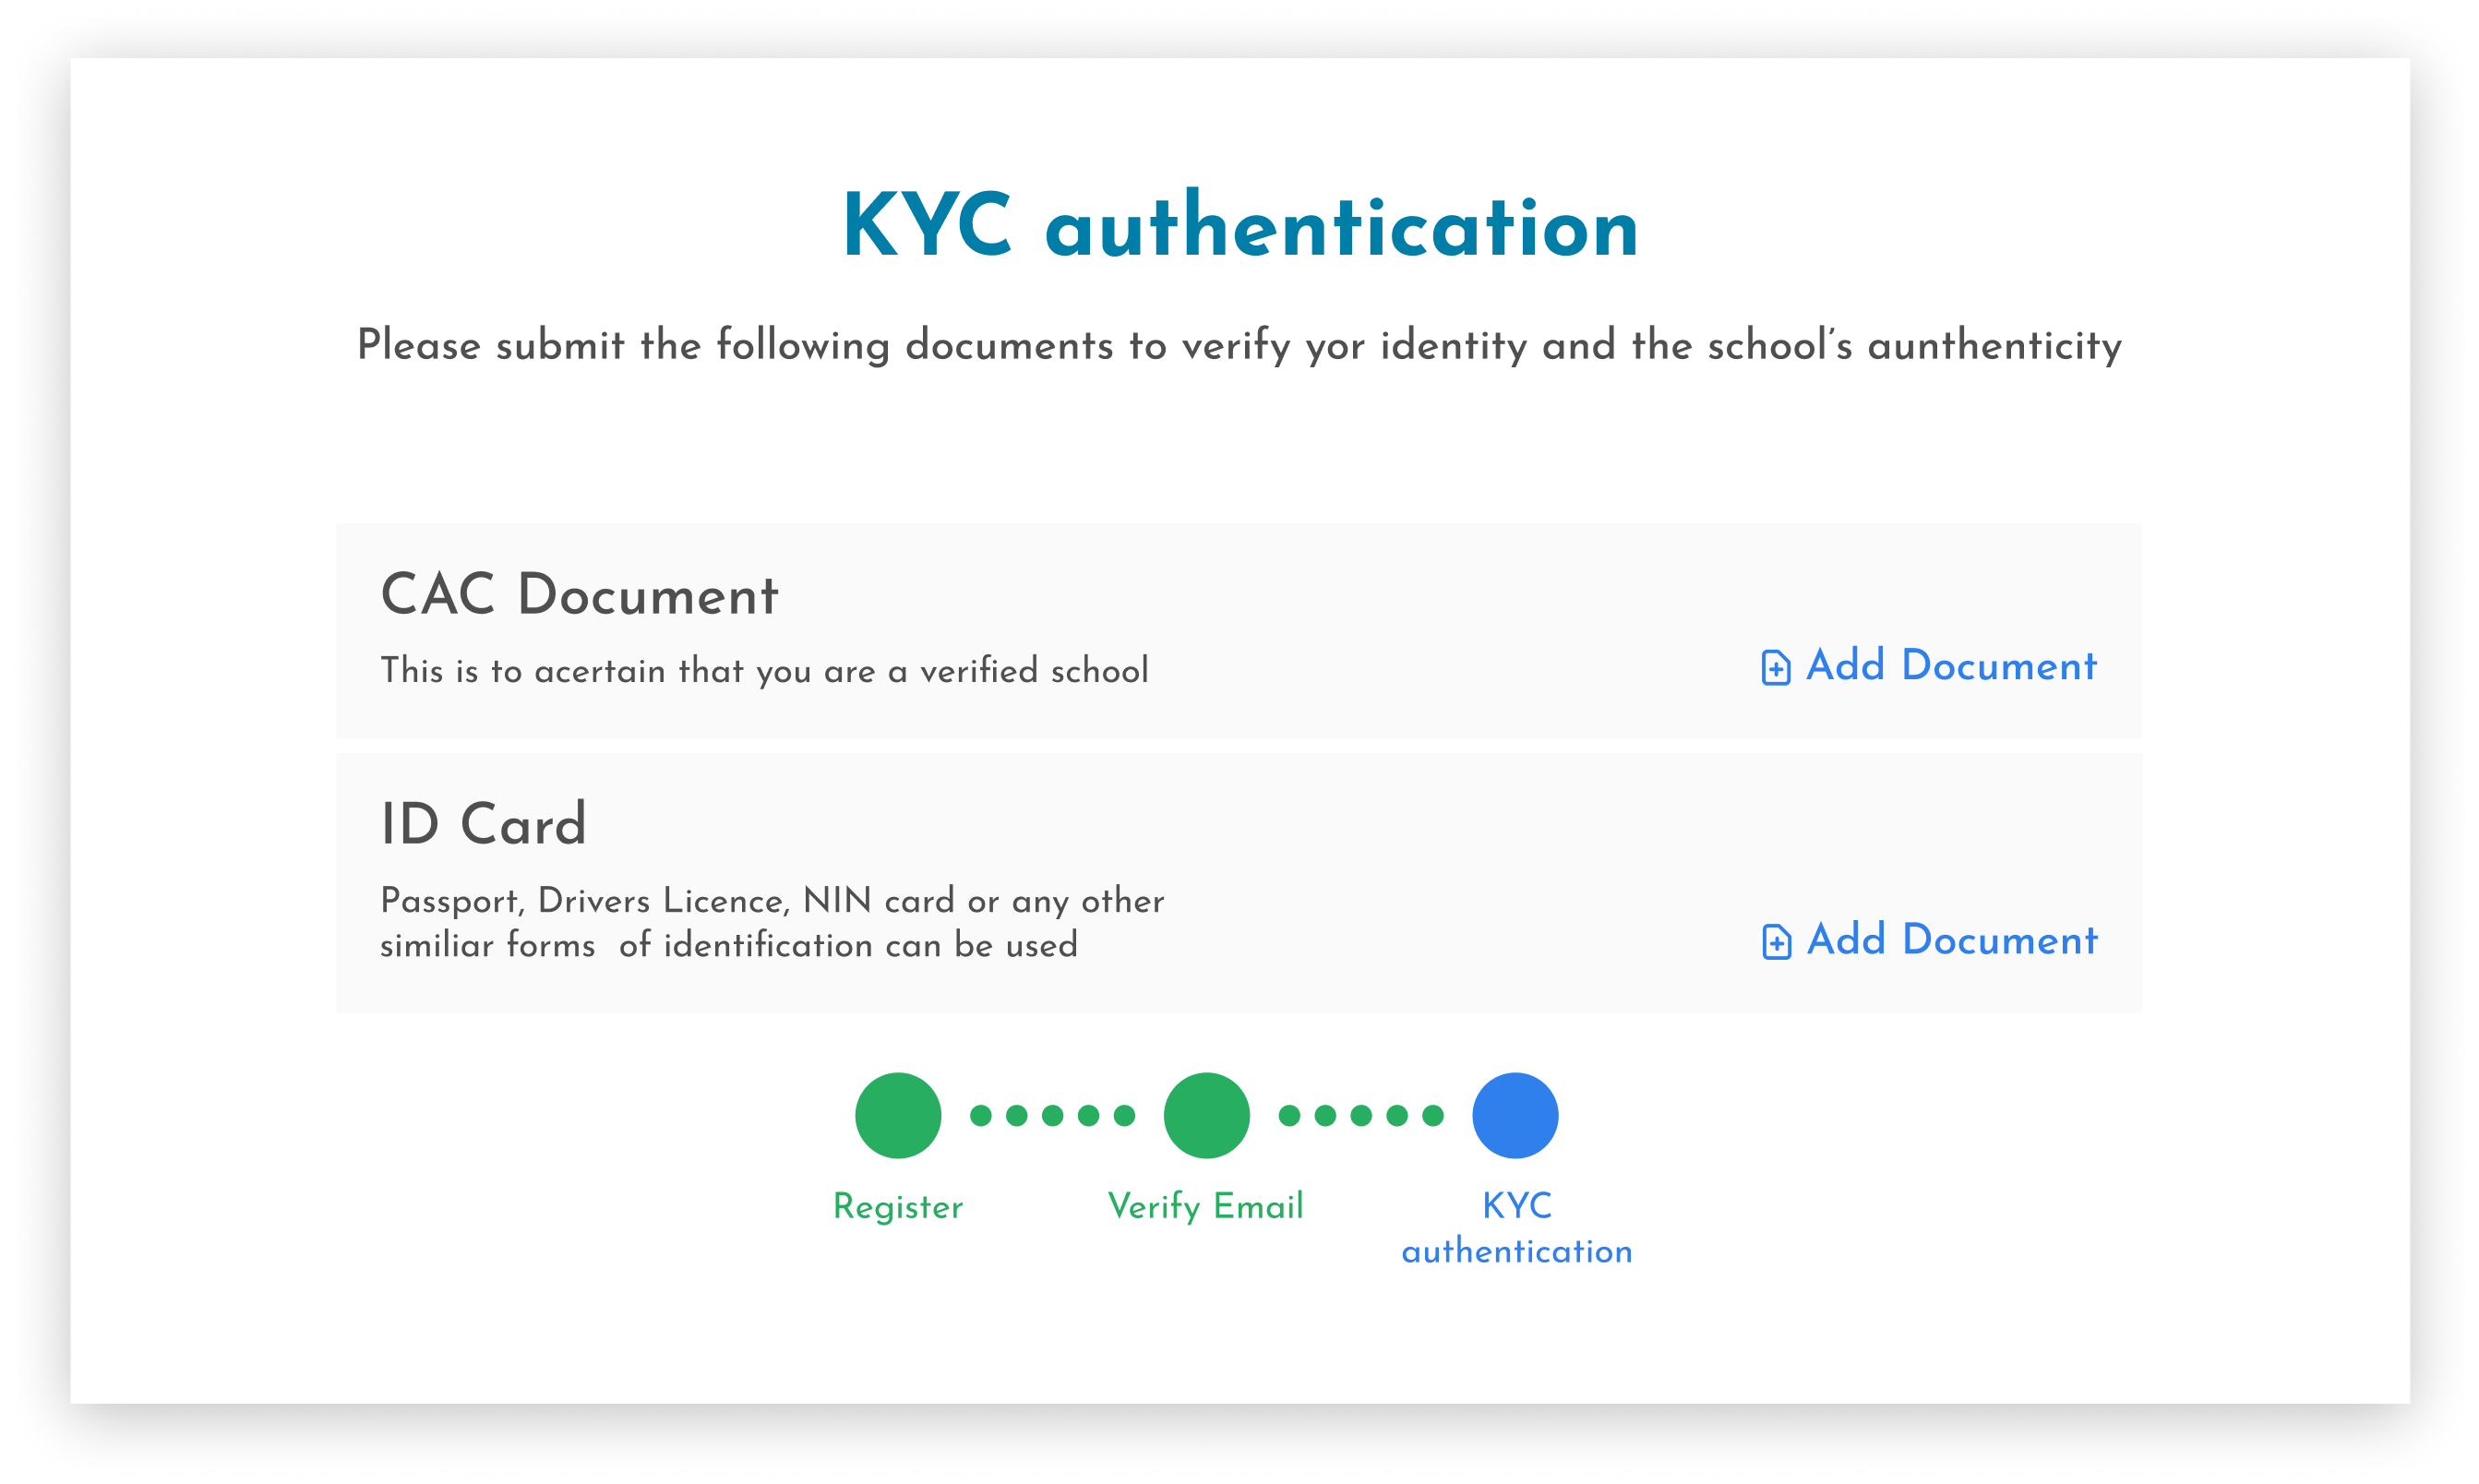 KYC authentication
Please submit the following documents to verify yor identity and the school’s aunthenticity
CAC Document
This is to acertain that you are a verified school
Add Document
ID Card
Passport, Drivers Licence, NIN card or any other
similiar forms  of identification can be used
Add Document
Register
Verify Email
KYC
authentication